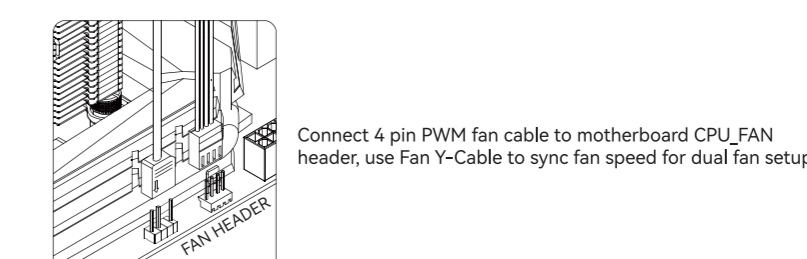 Connect 4 pin PWM fan cable to motherboard CPU_FAN
header, use Fan Y-Cable to sync fan speed for dual fan setup
FAN HEADER